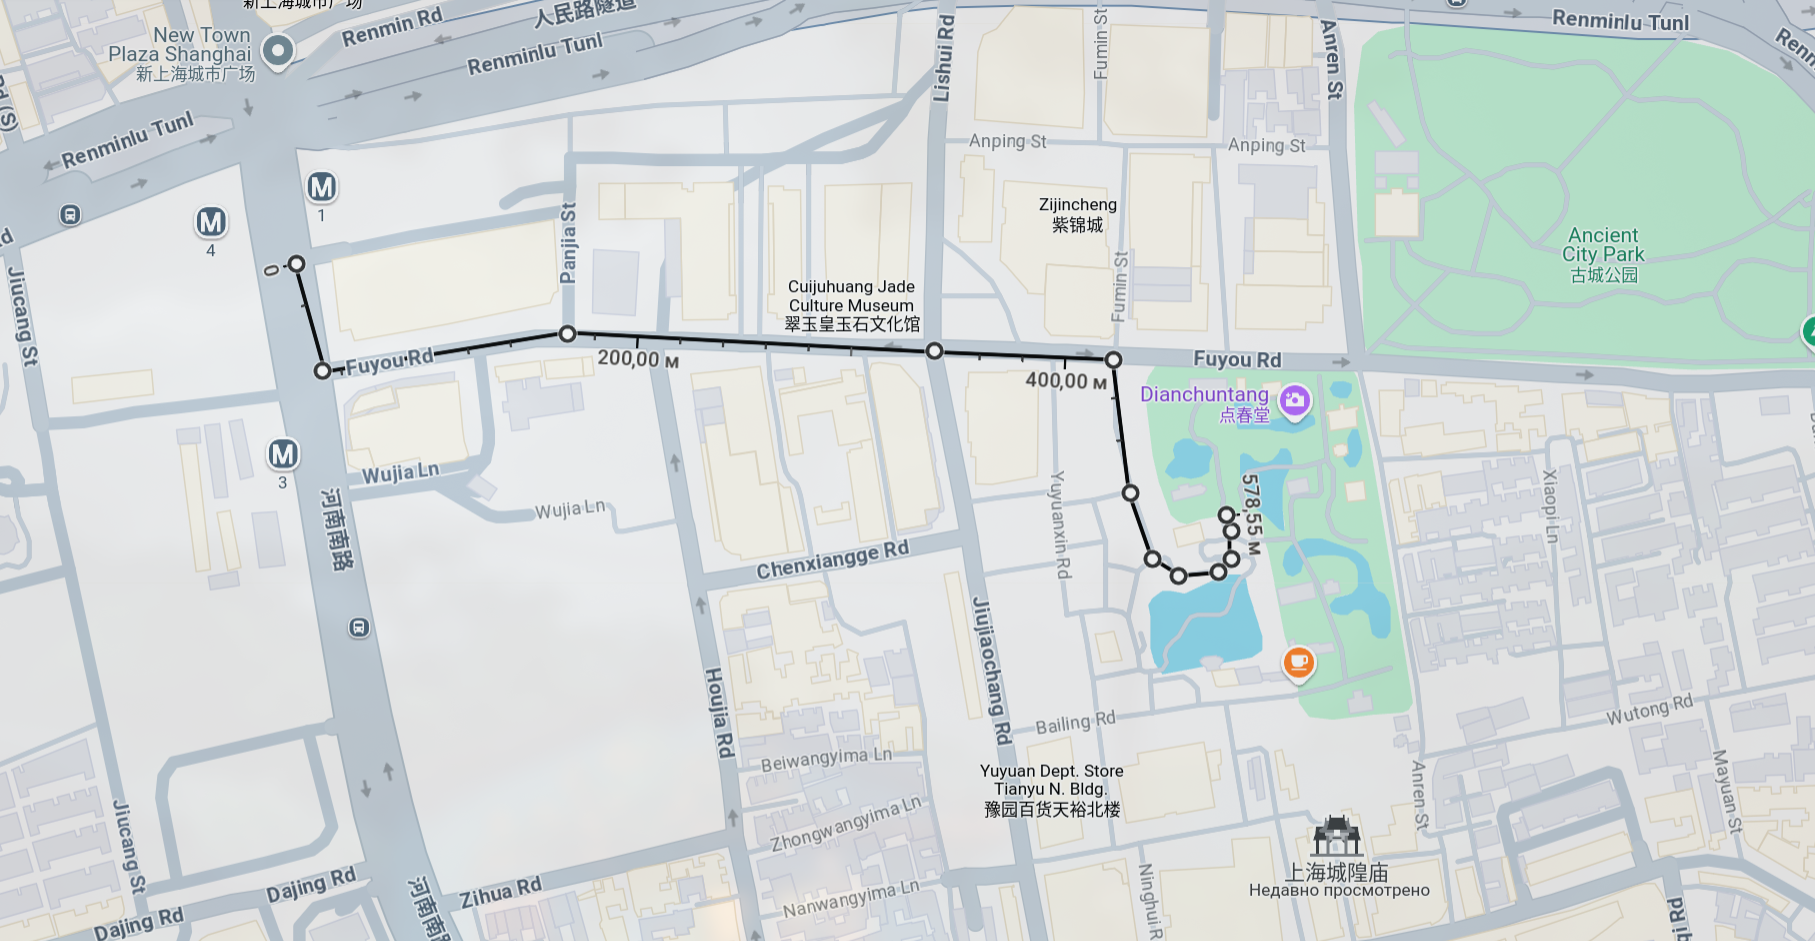 新上海城市广场
New Town
Plaza Shanghai
新上海城市广场
Renmin Rd
人民路隧道
Renminlu Tunl
Lishui Rd
Fumin St
Anren St
Renminlu Tunl
Renminlu Tunl
Anping St
Anping St
1
4
Zijincheng
紫锦城
Panjia St
Ancient
City Park
古城公园
Jiucang St
0
Fumin St
Cuijuhuang Jade
Culture Museum
翠玉皇玉石文化馆
Fuyou Rd
200,00 м
400,00 м
Fuyou Rd
Dianchuntang
点春堂
3
Wujia Ln
Wujia Ln
河南南路
Yuyuanxin Rd
578,55 м
Xiaopi Ln
Chenxiangge Rd
Jiujiaochang Rd
Houjia Rd
Bailing Rd
Wutong Rd
Beiwangyima Ln
Yuyuan Dept. Store
Tianyu N. Bldg.
豫园百货天裕北楼
Anren St
Mayuan St
Zhongwangyima Ln
Jiucang St
上海城隍庙
Недавно просмотрено
Dajing Rd
Zihua Rd
河南南路
Nanwangyima Ln
Ninghui R
Dajing Rd